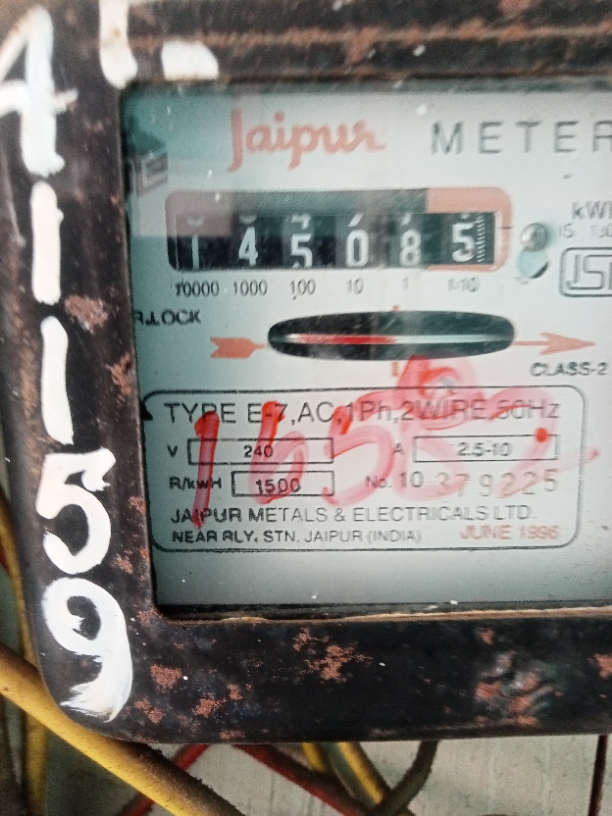 A-1-159
Jaipur METER
kWh
1 4 5 0 8 5
10000 1000 100 10 1 1/10
R.LOCK
CLASS-2
TYPE E-7,AC,1Ph,2WIRE,50Hz
V 240 A 2.5-10
R/kWH 1500 No. 10 379225
JAIPUR METALS & ELECTRICALS LTD.
NEAR RLY. STN. JAIPUR (INDIA) JUNE 1996